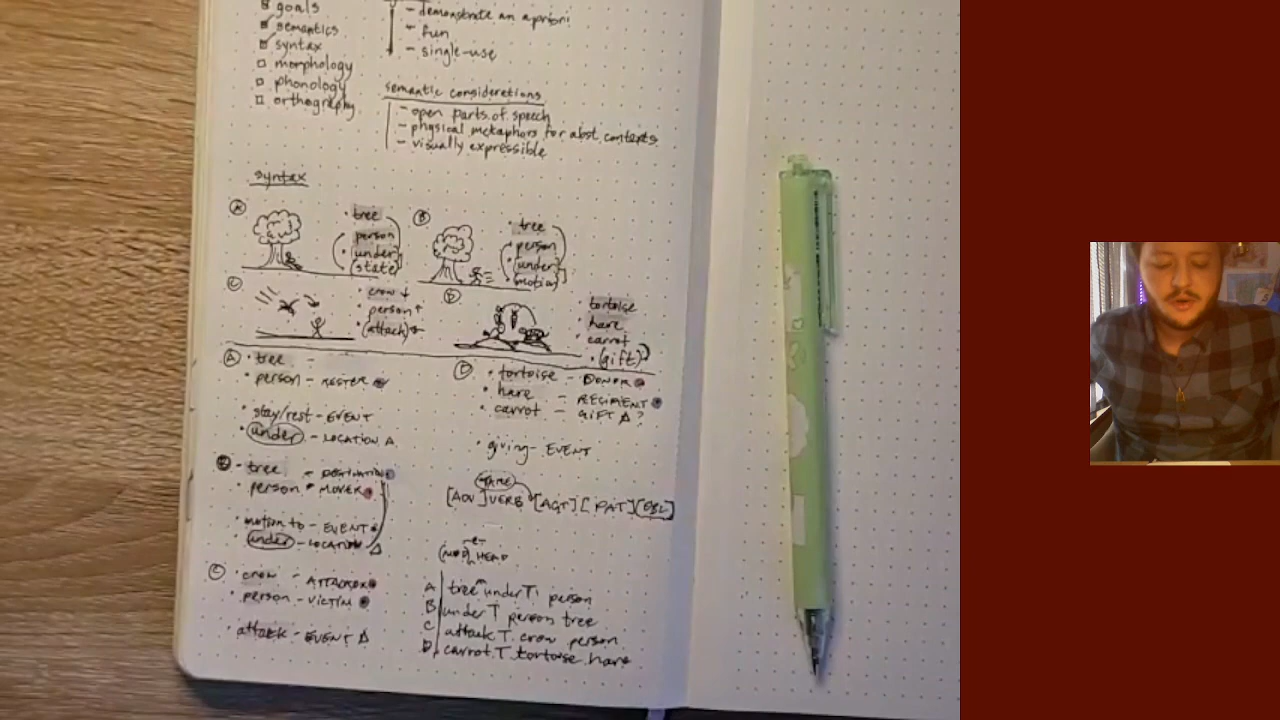 goals
semantics
syntax
morphology
phonology
orthography
- demonstrate an apriori
- fun
- single-use
semantic considerations
- open parts of speech
- physical metaphors for abst. contexts
- visually expressible
syntax
A
· tree
person
· under
(state)
B
· tree
person
· under
motion
C
crow
· person
· (attack)
D
tortoise
· hare
· carrot
· (gift)
A · tree -
· person - RESTER
· stay/rest - EVENT
· under - LOCATION
B - tree - DESTINATION
· person - MOVER
· motion to - EVENT
· under - LOCATION
C · crow - ATTACKER
· person - VICTIM
· attack - EVENT
D · tortoise - DONOR
· hare - RECIPIENT
· carrot - GIFT ?
· giving - EVENT
[ADV] VERB [AGT] [PAT] [OBL]
HEAD
A tree under T person
B under T person tree
C attack T crow person
D carrot T tortoise hare